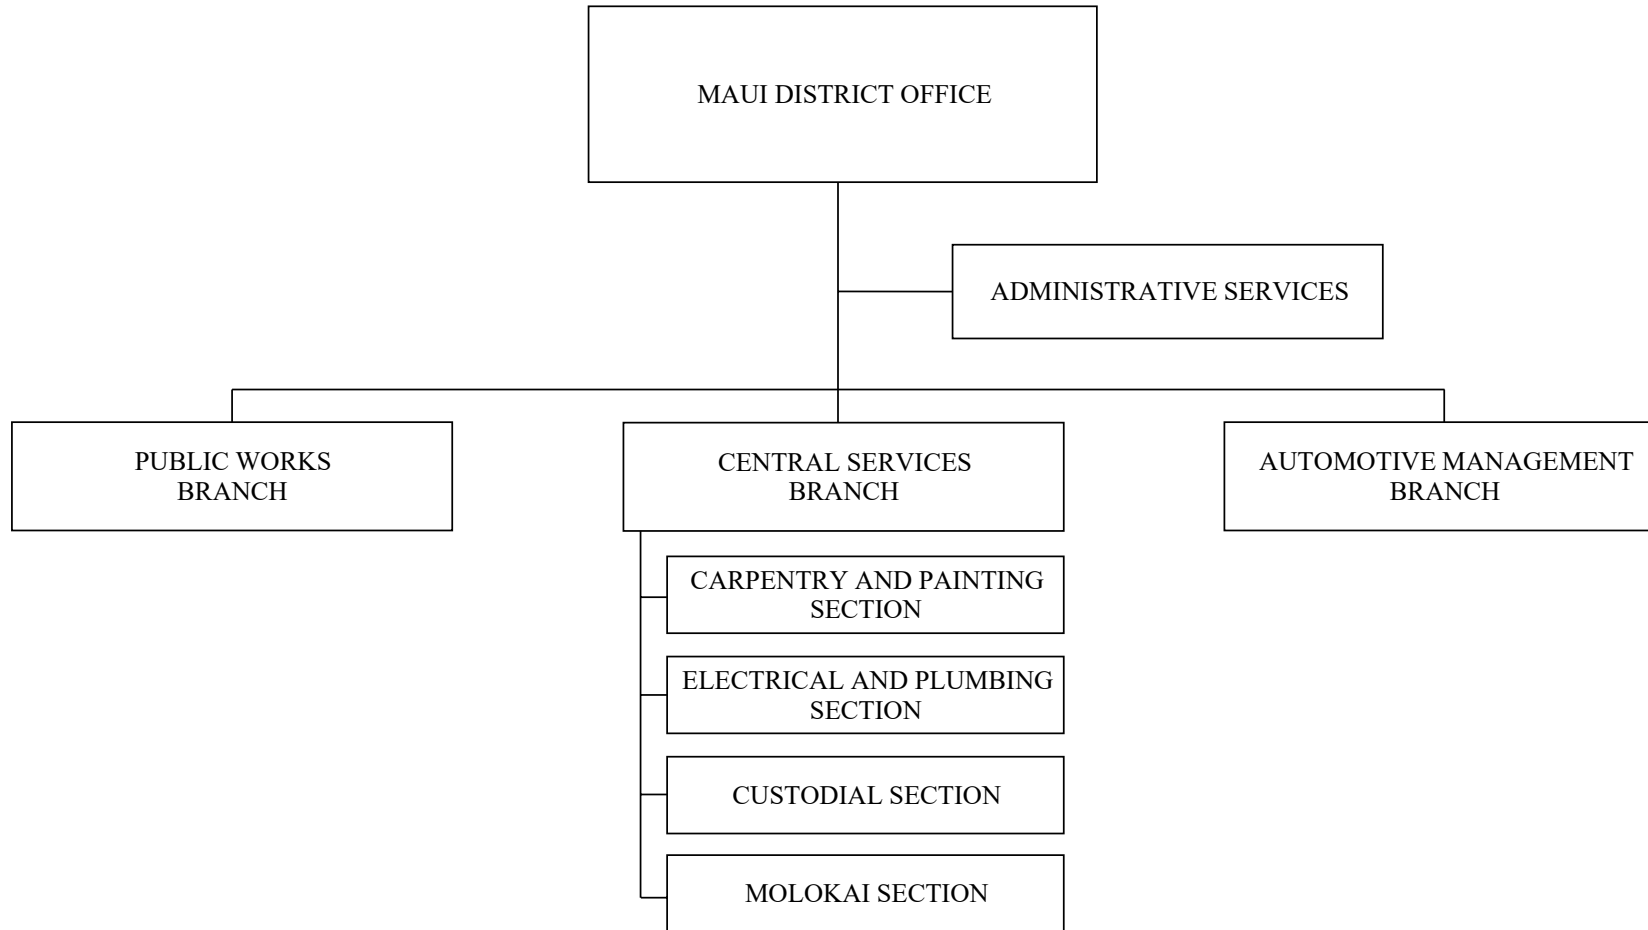 MAUI DISTRICT OFFICE
ADMINISTRATIVE SERVICES
PUBLIC WORKS
BRANCH
CENTRAL SERVICES
BRANCH
AUTOMOTIVE MANAGEMENT
BRANCH
CARPENTRY AND PAINTING
SECTION
ELECTRICAL AND PLUMBING
SECTION
CUSTODIAL SECTION
MOLOKAI SECTION